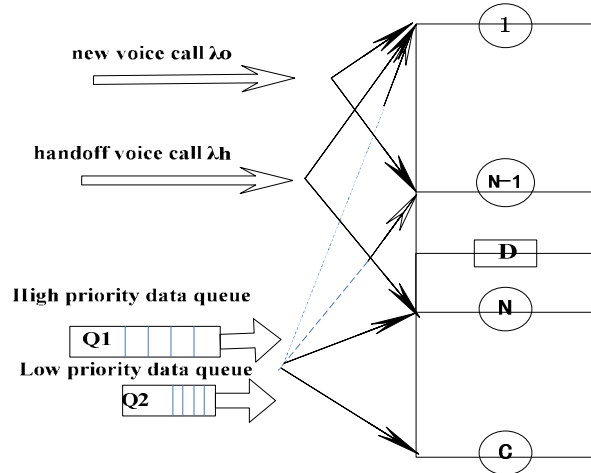 new voice call λo
1
handoff voice call λh
N-1
D
High priority data queue
N
Q1
Low priority data queue
Q2
C